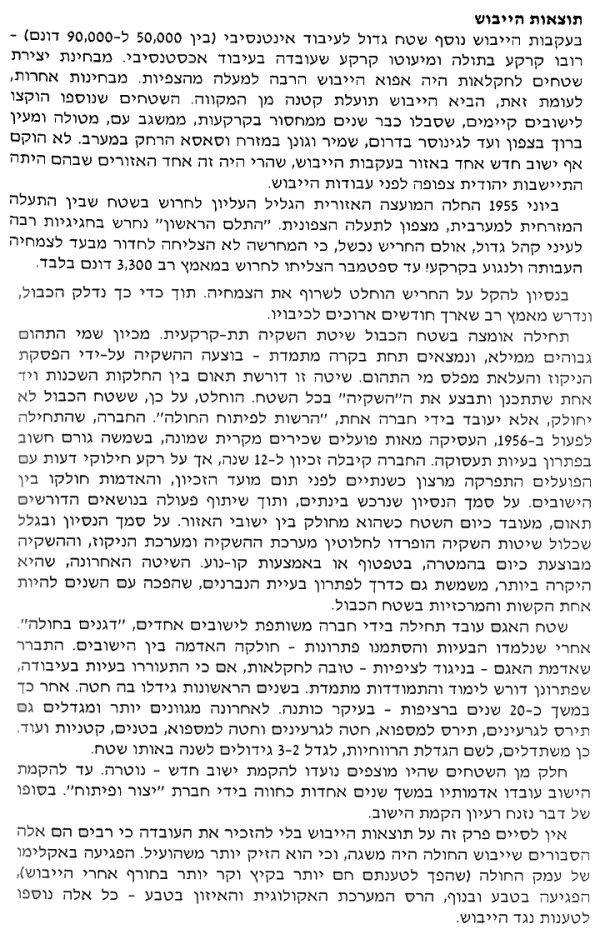 תוצאות הייבוש
בעקבות הייבוש נוסף שטח גדול לעיבוד אינטנסיבי (בין 50,000 ל-90,000 דונם) –
רובו קרקע בתולה ומיעוטו קרקע שעובדה בעיבוד אכסטנסיבי. מבחינת יצירת
שטחים לחקלאות היה אפוא הייבוש הרבה למעלה מהצפיות. מבחינות אחרות,
לעומת זאת, הביא הייבוש תועלת קטנה מן המקווה. השטחים שנוספו הוקצו
לישובים קיימים, שסבלו כבר שנים ממחסור בקרקעות, ממשגב עם, מטולה ומעין
ברוך בצפון ועד לגינוסר בדרום, שמיר וגונן במזרח וסאסא הרחק במערב. לא הוקם
אף ישוב חדש אחד באזור בעקבות הייבוש, שהרי היה זה אחד האזורים שבהם היתה
התיישבות יהודית צפופה לפני עבודות הייבוש.
ביוני 1955 החלה המועצה האזורית הגליל העליון לחרוש בשטח שבין התעלה
המזרחית למערבית, מצפון לתעלה הצפונית. "התלם הראשון" נחרש בחגיגיות רבה
לעיני קהל גדול, אולם החריש נכשל, כי המחרשה לא הצליחה לחדור מבעד לצמחיה
העבותה ולנגוע בקרקע! עד ספטמבר הצליחו לחרוש במאמץ רב 3,300 דונם בלבד.
בנסיון להקל על החריש הוחלט לשרוף את הצמחיה. תוך כדי כך נדלק הכבול,
ונדרש מאמץ רב שארך חודשים ארוכים לכיבויו.
תחילה אומצה בשטח הכבול שיטת השקיה תת-קרקעית. מכיון שמי התהום
גבוהים ממילא, ונמצאים תחת בקרה מתמדת – בוצעה ההשקיה על-ידי הפסקת
הניקוז והעלאת מפלס מי התהום. שיטה זו דורשת תאום בין החלקות השכנות ויד
אחת שתתכנן ותבצע את ה"השקיה" בכל השטח. הוחלט, על כן, ששטח הכבול לא
יחולק, אלא יעובד בידי חברה אחת, "הרשות לפיתוח החולה". החברה, שהתחילה
לפעול ב-1956, העסיקה מאות פועלים שכירים מקרית שמונה, בשמשה גורם חשוב
בפתרון בעיות תעסוקה. החברה קיבלה זכיון ל-12 שנה, אך על רקע חילוקי דעות עם
הפועלים התפרקה מרצון כשנתיים לפני תום מועד הזכיון, והאדמות חולקו בין
הישובים. על סמך הנסיון שנרכש בינתים, ותוך שיתוף פעולה בנושאים הדורשים
תאום, מעובד כיום השטח כשהוא מחולק בין ישובי האזור. על סמך הנסיון ובגלל
שכלול שיטות השקיה הופרדו לחלוטין מערכת ההשקיה ומערכת הניקוז, וההשקיה
מבוצעת כיום בהמטרה, בטפטוף או באמצעות קו-נוע. השיטה האחרונה, שהיא
היקרה ביותר, משמשת גם כדרך לפתרון בעיית הנברנים, שהפכה עם השנים להיות
אחת הקשות והמרכזיות בשטח הכבול.
שטח האגם עובד תחילה בידי חברה משותפת לישובים אחדים, "דגנים בחולה".
אחרי שנלמדו הבעיות והסתמנו פתרונות – חולקה האדמה בין הישובים. התברר
שאדמת האגם – בניגוד לציפיות – טובה לחקלאות, אם כי התעוררו בעיות בעיבודה,
שפתרונן דורש לימוד והתמודדות מתמדת. בשנים הראשונות גידלו בה חטה. אחר כך
במשך כ-20 שנים ברציפות – בעיקר כותנה. לאחרונה מגוונים יותר ומגדלים גם
תירס לגרעינים, תירס למספוא, חטה לגרעינים וחטה למספוא, בטנים, קטניות ועוד.
כן משתדלים, לשם הגדלת הרווחיות, לגדל 2–3 גידולים לשנה באותו שטח.
חלק מן השטחים שהיו מוצפים נועדו להקמת ישוב חדש – נוטרה. עד להקמת
הישוב עובדו אדמותיו במשך שנים אחדות כחווה בידי חברת "יצור ופיתוח". בסופו
של דבר נזנח רעיון הקמת הישוב.
אין לסיים פרק זה על תוצאות הייבוש בלי להזכיר את העובדה כי רבים הם אלה
הסבורים שייבוש החולה היה משגה, וכי הוא הזיק יותר משהועיל. הפגיעה באקלימו
של עמק החולה (שהפך לטענתם חם יותר בקיץ וקר יותר בחורף אחרי הייבוש),
הפגיעה בטבע ובנוף, הרס המערכת האקולוגית והאיזון בטבע – כל אלה נוספו
לטענות נגד הייבוש.